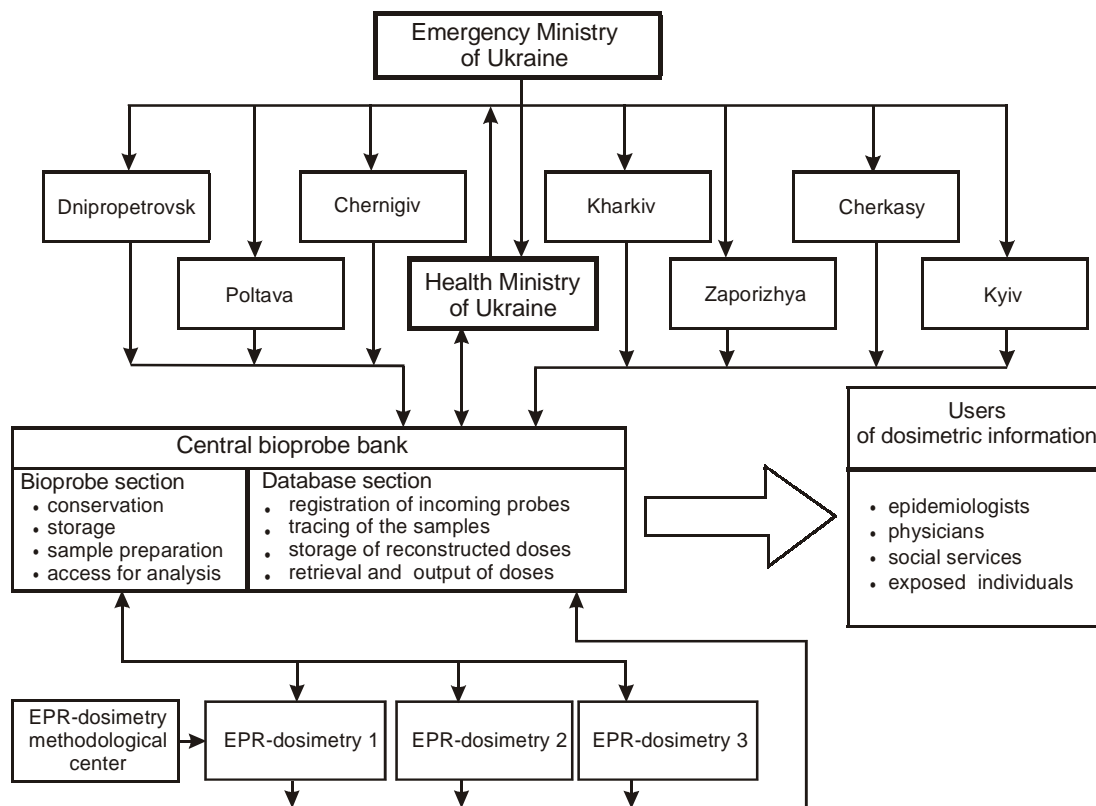 Emergency Ministry
of Ukraine
Dnipropetrovsk
Chernigiv
Kharkiv
Cherkasy
Poltava
Health Ministry
of Ukraine
Zaporizhya
Kyiv
Central bioprobe bank
Bioprobe section
• conservation
• storage
• sample preparation
• access for analysis
Database section
• registration of incoming probes
• tracing of the samples
• storage of reconstructed doses
• retrieval and output of doses
Users
of dosimetric information
• epidemiologists
• physicians
• social services
• exposed individuals
EPR-dosimetry
methodological
center
EPR-dosimetry 1
EPR-dosimetry 2
EPR-dosimetry 3